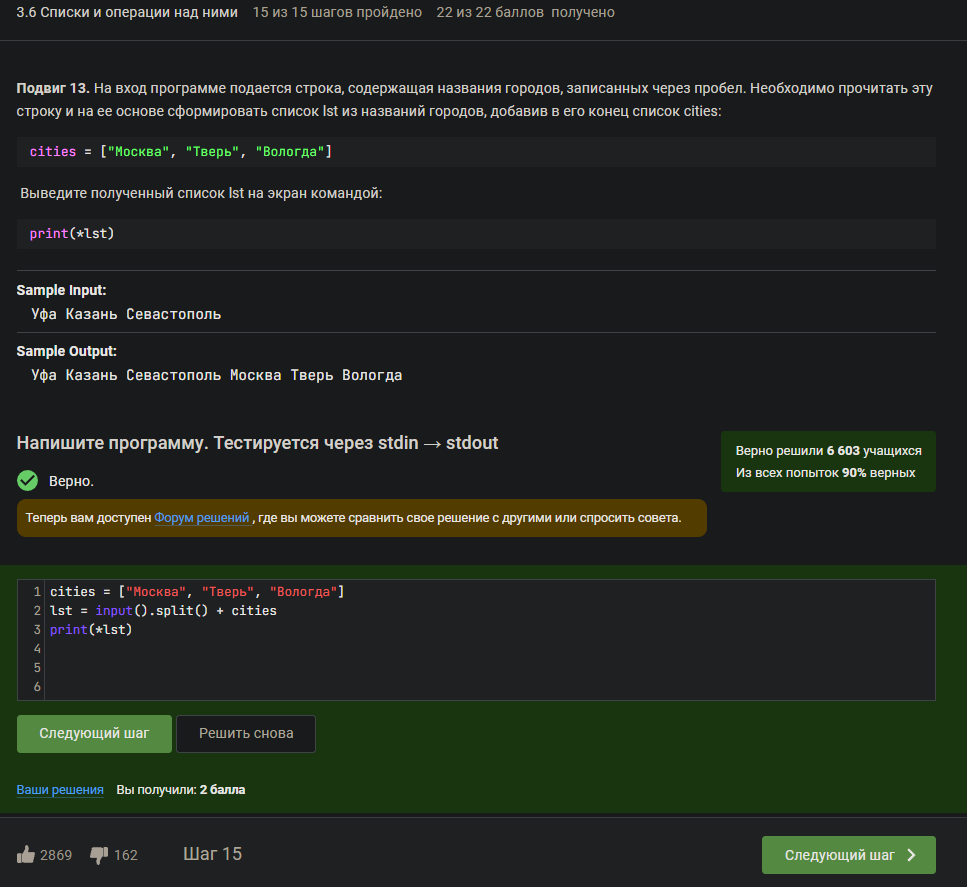 3.6 Списки и операции над ними 15 из 15 шагов пройдено 22 из 22 баллов получено
Подвиг 13. На вход программе подается строка, содержащая названия городов, записанных через пробел. Необходимо прочитать эту
строку и на ее основе сформировать список lst из названий городов, добавив в его конец список cities:
cities = ["Москва", "Тверь", "Вологда"]
Выведите полученный список lst на экран командой:
print(*lst)
Sample Input:
Уфа Казань Севастополь
Sample Output:
Уфа Казань Севастополь Москва Тверь Вологда
Напишите программу. Тестируется через stdin → stdout
Верно решили 6 603 учащихся
Из всех попыток 90% верных
Верно.
Теперь вам доступен Форум решений , где вы можете сравнить свое решение с другими или спросить совета.
1 cities = ["Москва", "Тверь", "Вологда"]
2 lst = input().split() + cities
3 print(*lst)
4
5
6
Следующий шаг Решить снова
Ваши решения Вы получили: 2 балла
2869 162 Шаг 15 Следующий шаг